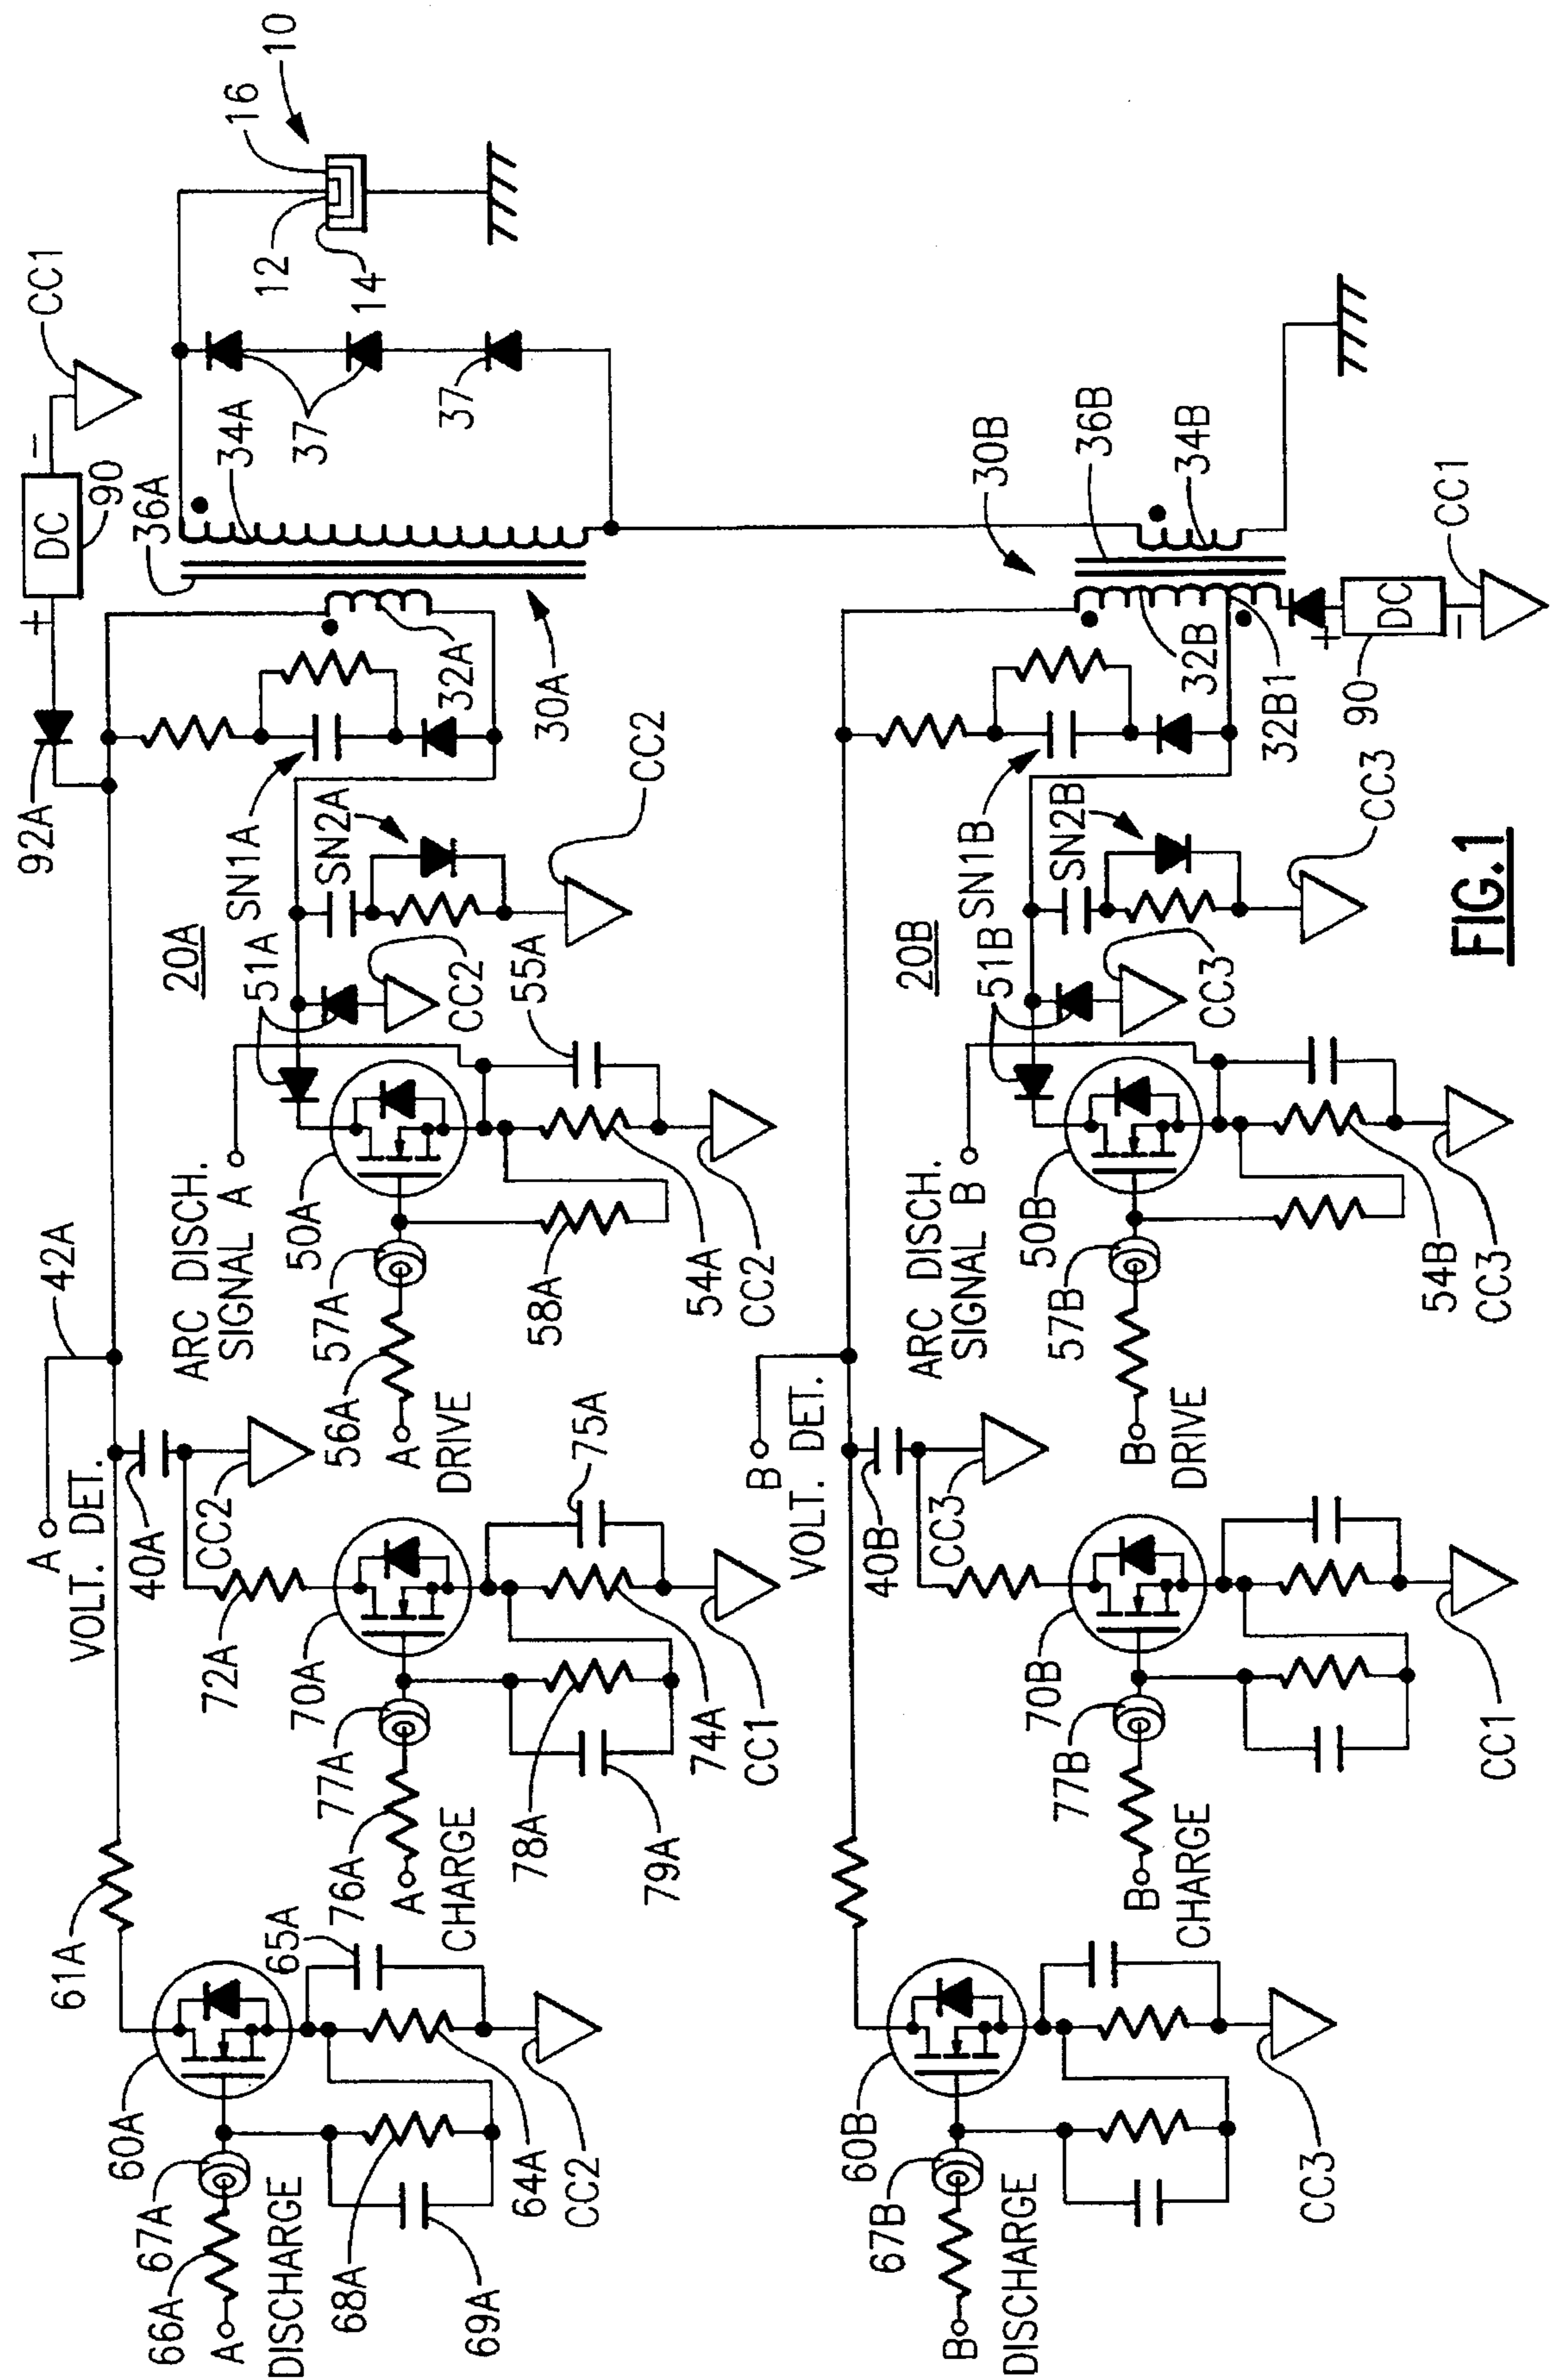 FIG.1
10
16
12
14
CC1
DC
90
+
−
92A
36A
34A
37
37
32A
30A
SN1A
SN2A
CC2
20A
51A
CC2
55A
ARC DISCH.
SIGNAL A
50A
57A
56A
A
DRIVE
58A
54A
CC2
42A
A
VOLT. DET.
40A
CC2
72A
70A
75A
77A
76A
A
CHARGE
78A
79A
74A
CC1
61A
60A
65A
67A
66A
A
DISCHARGE
68A
69A
64A
CC2
30B
36B
34B
32B
32B1
+
DC
−
90
CC1
SN1B
SN2B
CC3
20B
51B
CC3
ARC DISCH.
SIGNAL B
50B
57B
B
DRIVE
54B
CC3
B
VOLT. DET.
40B
CC3
70B
77B
B
CHARGE
CC1
60B
67B
B
DISCHARGE
CC3